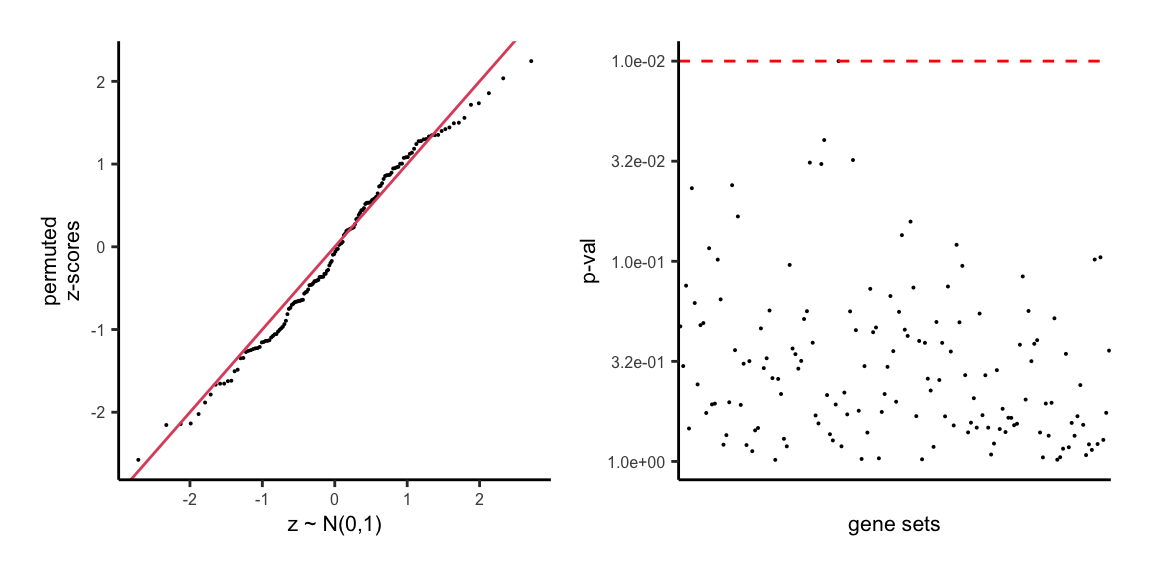 permuted
z-scores
2
1
0
-1
-2
-2
-1
0
1
2
z ~ N(0,1)
p-val
1.0e-02
3.2e-02
1.0e-01
3.2e-01
1.0e+00
gene sets